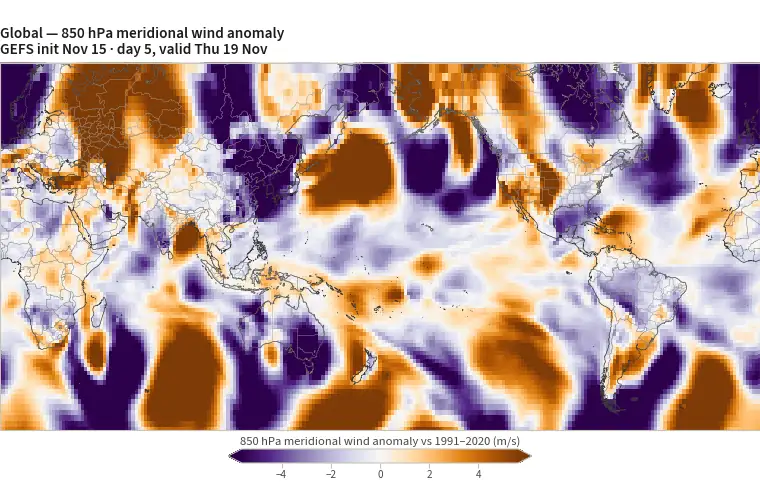 Global — 850 hPa meridional wind anomaly
GEFS init Nov 15 · day 5, valid Thu 19 Nov
850 hPa meridional wind anomaly vs 1991–2020 (m/s)
−4 −2 0 2 4